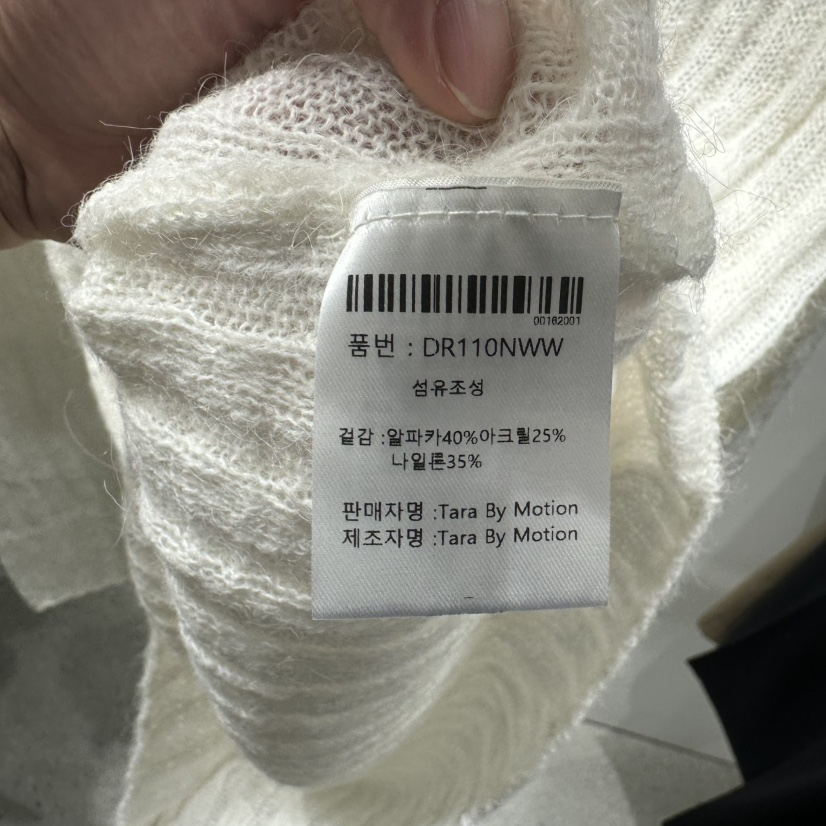 00162001
품번 : DR110NWW
섬유조성
겉감 :알파카40%아크릴25%
나일론35%
판매자명 :Tara By Motion
제조자명 :Tara By Motion